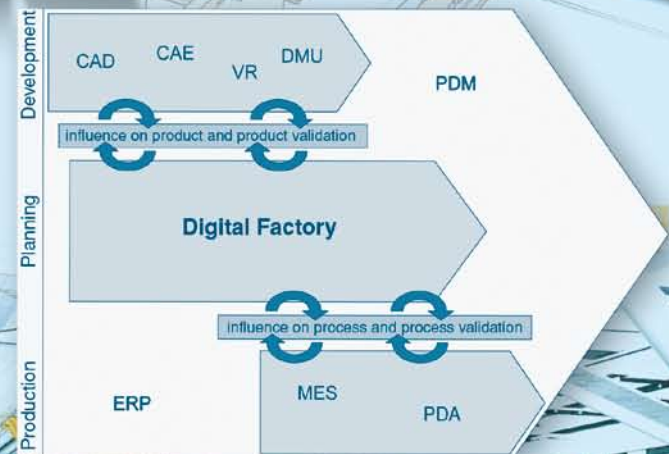 Development
CAD
CAE
VR
DMU
PDM
influence on product and product validation
Planning
Digital Factory
influence on process and process validation
Production
ERP
MES
PDA